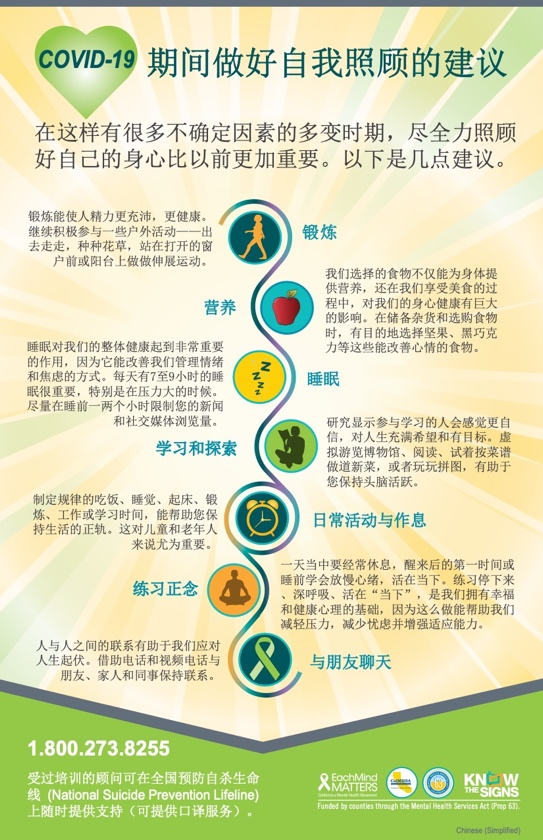 COVID-19 期间做好自我照顾的建议
在这样有很多不确定因素的多变时期，尽全力照顾
好自己的身心比以前更加重要。以下是几点建议。
锻炼能使人精力更充沛，更健康。
继续积极参与一些户外活动——出
去走走，种种花草，站在打开的窗
户前或阳台上做做伸展运动。
锻炼
营养
我们选择的食物不仅能为身体提
供营养，还在我们享受美食的过
程中，对我们的身心健康有巨大
的影响。在储备杂货和选购食物
时，有目的地选择坚果、黑巧克
力等这些能改善心情的食物。
睡眠对我们的整体健康起到非常重要
的作用，因为它能改善我们管理情绪
和焦虑的方式。每天有7至9小时的睡
眠很重要，特别是在压力大的时候。
尽量在睡前一两个小时限制您的新闻
和社交媒体浏览量。
睡眠
学习和探索
研究显示参与学习的人会感觉更自
信，对人生充满希望和有目标。虚
拟游览博物馆、阅读、试着按菜谱
做道新菜，或者玩玩拼图，有助于
您保持头脑活跃。
制定规律的吃饭、睡觉、起床、锻
炼、工作或学习时间，能帮助您保
持生活的正轨。这对儿童和老年人
来说尤为重要。
日常活动与作息
练习正念
一天当中要经常休息，醒来后的第一时间或
睡前学会放慢心绪，活在当下。练习停下来
、深呼吸、活在“当下”，是我们拥有幸福
和健康心理的基础，因为这么做能帮助我们
减轻压力，减少忧虑并增强适应能力。
人与人之间的联系有助于我们应对
人生起伏。借助电话和视频电话与
朋友、家人和同事保持联系。
与朋友聊天
1.800.273.8255
受过培训的顾问可在全国预防自杀生命
线 (National Suicide Prevention Lifeline)
上随时提供支持（可提供口译服务）。
EachMind
MATTERS
California's Mental Health Movement
CalMHSA
KNOW
THE SIGNS
Funded by counties through the Mental Health Services Act (Prop 63).
Chinese (Simplified)